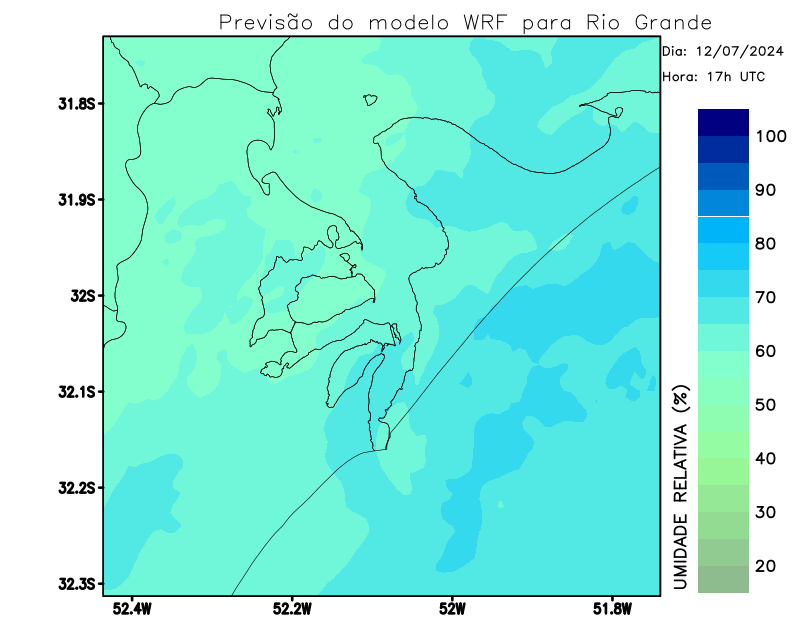 Previsão do modelo WRF para Rio Grande
Dia: 12/07/2024
Hora: 17h UTC
31.8S
31.9S
32S
32.1S
32.2S
32.3S
52.4W
52.2W
52W
51.8W
100
90
80
70
60
50
40
30
20
UMIDADE RELATIVA (%)